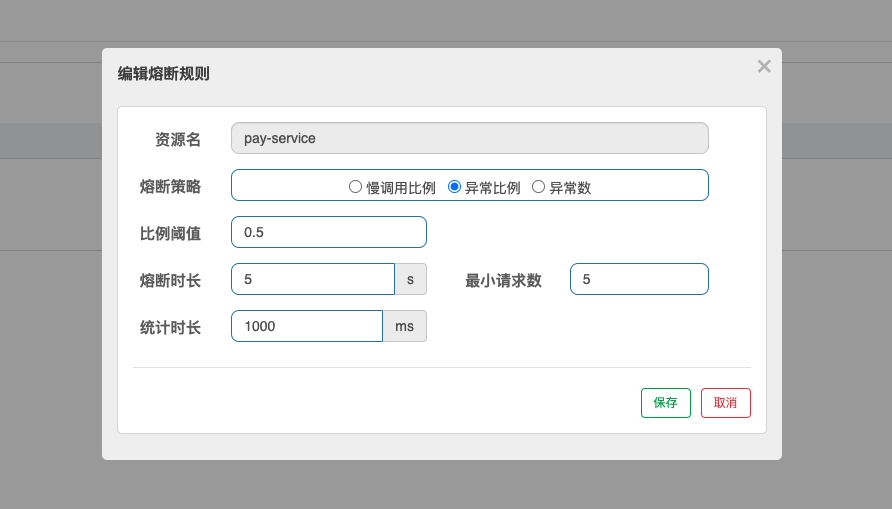 编辑熔断规则 ×
资源名 pay-service
熔断策略 慢调用比例 异常比例 异常数
比例阈值 0.5
熔断时长 5 s 最小请求数 5
统计时长 1000 ms
保存 取消